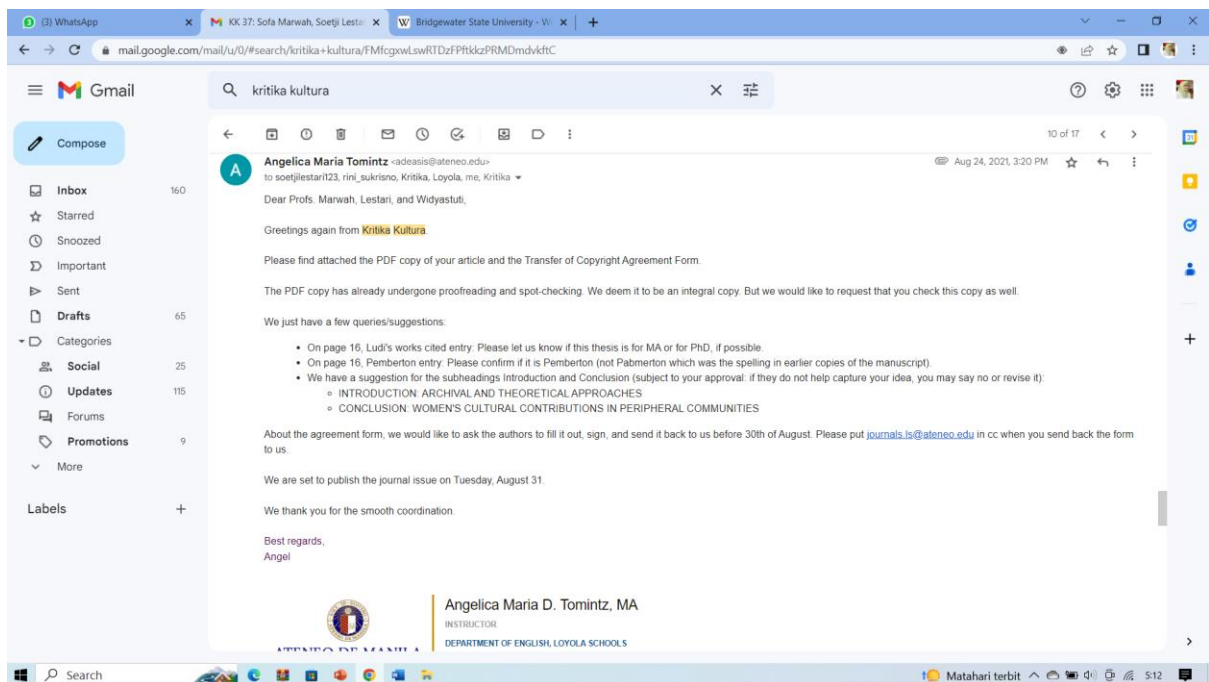 (3) WhatsApp
KK 37: Sofa Marwah, Soetji Lesta
Bridgewater State University - Wi
mail.google.com/mail/u/0/#search/kritika+kultura/FMfcgxwLswRTDzFPftkkzPRMDmdvkftC
Gmail
kritika kultura
Compose
10 of 17
Inbox 160
Starred
Snoozed
Important
Sent
Drafts 65
Categories
Social 25
Updates 115
Forums
Promotions 9
More
Labels
A
Angelica Maria Tomintz <adeasis@ateneo.edu>
Aug 24, 2021, 3:20 PM
to soetjilestari123, rini_sukrisno, Kritika, Loyola, me, Kritika
Dear Profs. Marwah, Lestari, and Widyastuti,
Greetings again from Kritika Kultura.
Please find attached the PDF copy of your article and the Transfer of Copyright Agreement Form.
The PDF copy has already undergone proofreading and spot-checking. We deem it to be an integral copy. But we would like to request that you check this copy as well.
We just have a few queries/suggestions:
• On page 16, Ludi's works cited entry: Please let us know if this thesis is for MA or for PhD, if possible.
• On page 16, Pemberton entry: Please confirm if it is Pemberton (not Pabmerton which was the spelling in earlier copies of the manuscript).
• We have a suggestion for the subheadings Introduction and Conclusion (subject to your approval: if they do not help capture your idea, you may say no or revise it):
○ INTRODUCTION: ARCHIVAL AND THEORETICAL APPROACHES
○ CONCLUSION: WOMEN'S CULTURAL CONTRIBUTIONS IN PERIPHERAL COMMUNITIES
About the agreement form, we would like to ask the authors to fill it out, sign, and send it back to us before 30th of August. Please put journals.ls@ateneo.edu in cc when you send back the form
to us.
We are set to publish the journal issue on Tuesday, August 31.
We thank you for the smooth coordination.
Best regards,
Angel
Angelica Maria D. Tomintz, MA
INSTRUCTOR
DEPARTMENT OF ENGLISH, LOYOLA SCHOOLS
ATENEO DE MANILA
Search
Matahari terbit
5:12